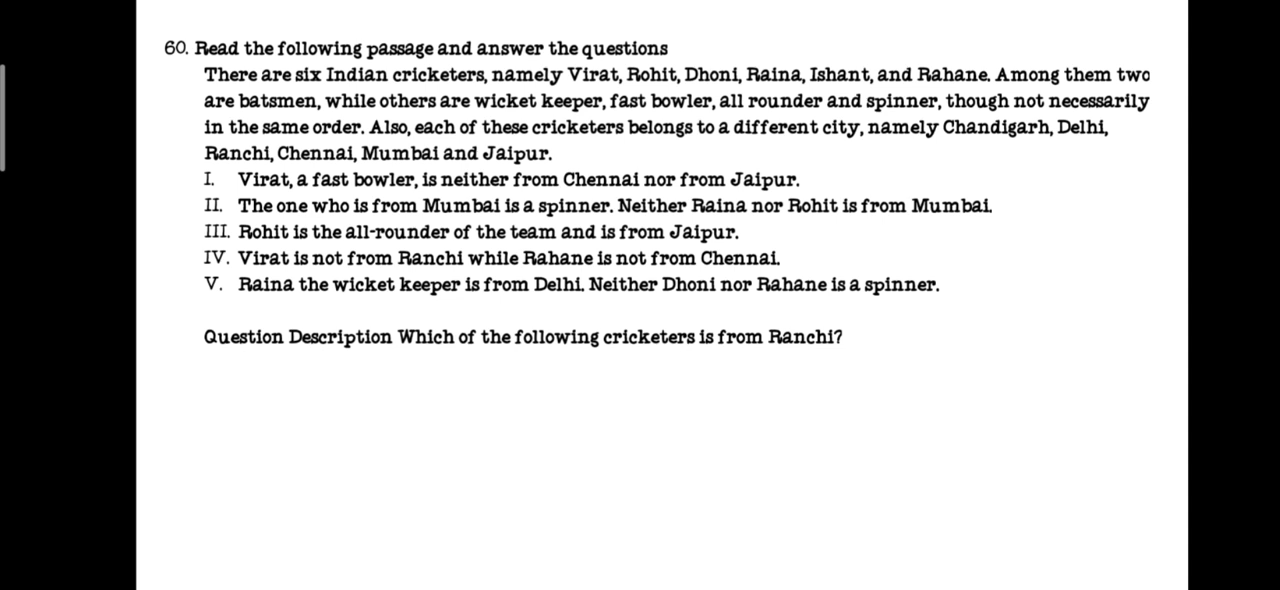 60. Read the following passage and answer the questions
There are six Indian cricketers, namely Virat, Rohit, Dhoni, Raina, Ishant, and Rahane. Among them two
are batsmen, while others are wicket keeper, fast bowler, all rounder and spinner, though not necessarily
in the same order. Also, each of these cricketers belongs to a different city, namely Chandigarh, Delhi,
Ranchi, Chennai, Mumbai and Jaipur.
I. Virat, a fast bowler, is neither from Chennai nor from Jaipur.
II. The one who is from Mumbai is a spinner. Neither Raina nor Rohit is from Mumbai.
III. Rohit is the all-rounder of the team and is from Jaipur.
IV. Virat is not from Ranchi while Rahane is not from Chennai.
V. Raina the wicket keeper is from Delhi. Neither Dhoni nor Rahane is a spinner.
Question Description Which of the following cricketers is from Ranchi?